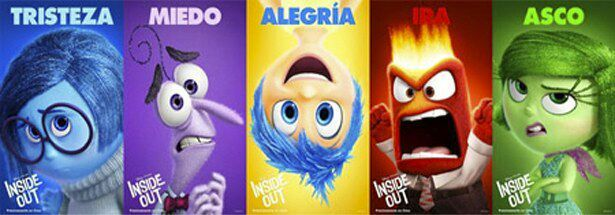 TRISTEZA
INSIDE
OUT
MIEDO
INSIDE
OUT
ALEGRÍA
INSIDE
OUT
IRA
INSIDE
OUT
ASCO
INSIDE
OUT